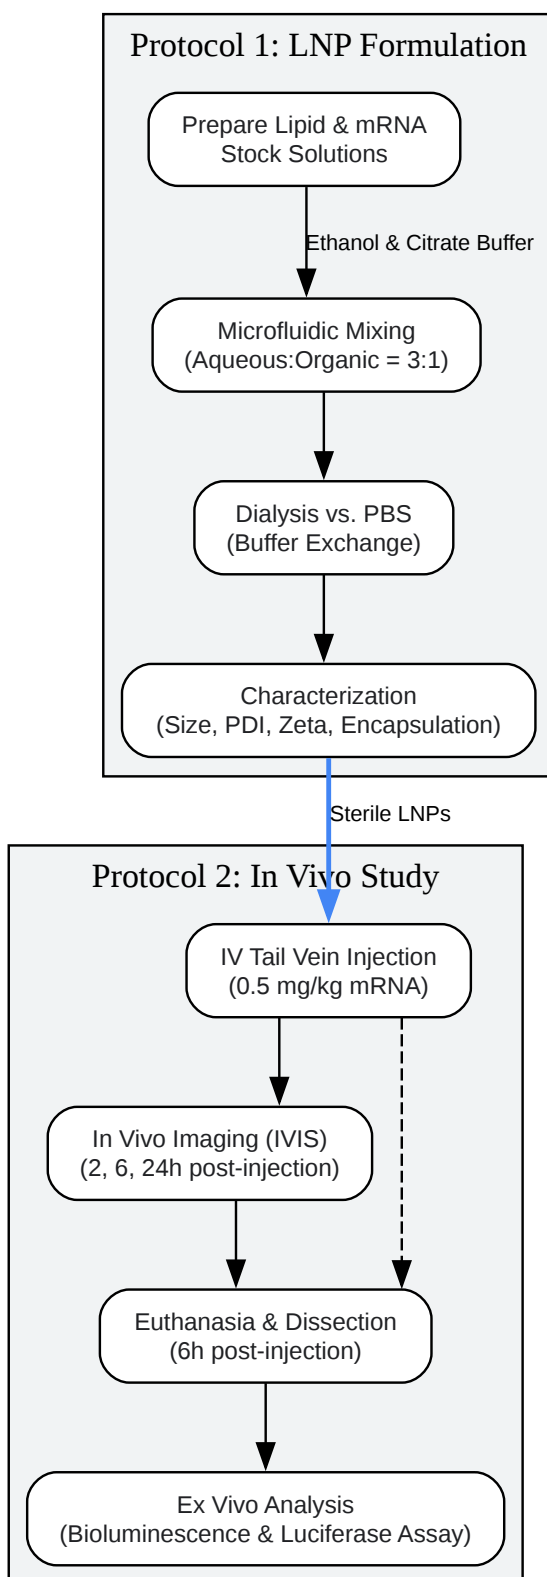 Protocol 1: LNP Formulation
Prepare Lipid & mRNA
Stock Solutions
Ethanol & Citrate Buffer
Microfluidic Mixing
(Aqueous:Organic = 3:1)
Dialysis vs. PBS
(Buffer Exchange)
Characterization
(Size, PDI, Zeta, Encapsulation)
Sterile LNPs
Protocol 2: In Vivo Study
IV Tail Vein Injection
(0.5 mg/kg mRNA)
In Vivo Imaging (IVIS)
(2, 6, 24h post-injection)
Euthanasia & Dissection
(6h post-injection)
Ex Vivo Analysis
(Bioluminescence & Luciferase Assay)